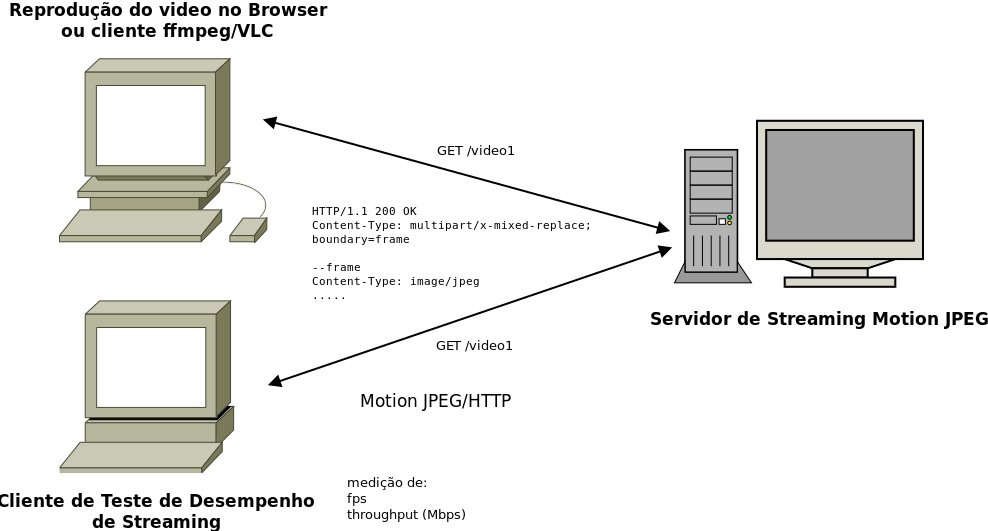 Reprodução do video no Browser
ou cliente ffmpeg/VLC
GET /video1
HTTP/1.1 200 OK
Content-Type: multipart/x-mixed-replace;
boundary=frame
--frame
Content-Type: image/jpeg
.....
Servidor de Streaming Motion JPEG
GET /video1
Motion JPEG/HTTP
Cliente de Teste de Desempenho
de Streaming
medição de:
fps
throughput (Mbps)